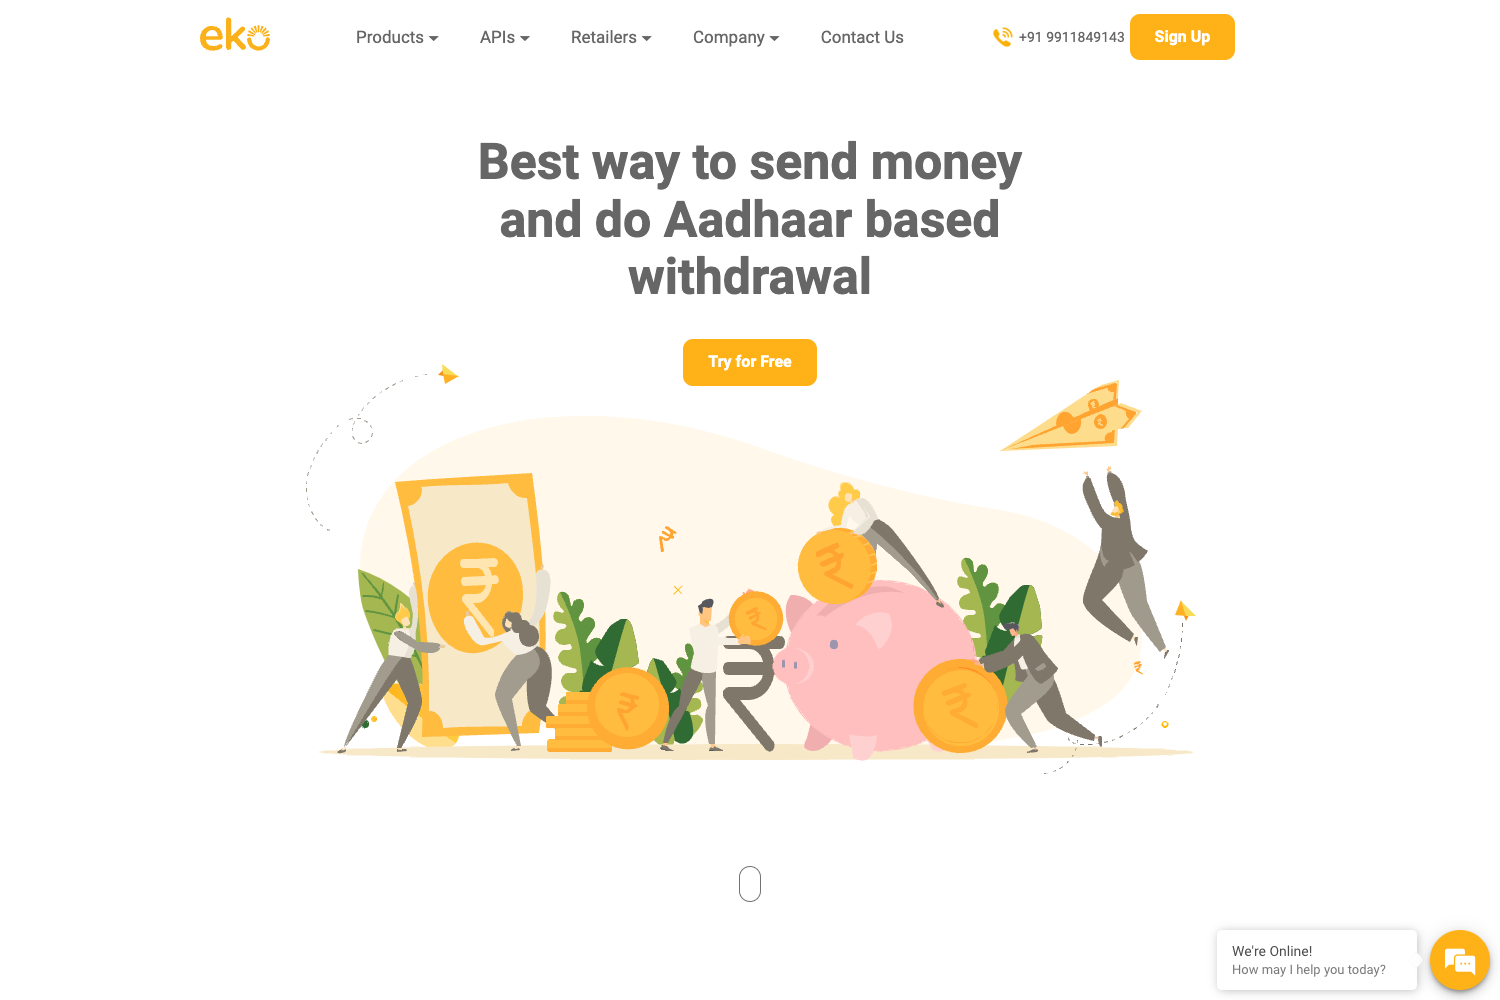 eko
Products
APIs
Retailers
Company
Contact Us
+91 9911849143
Sign Up
Best way to send money
and do Aadhaar based
withdrawal
Try for Free
₹
₹
₹
₹
₹
₹
₹
₹
We're Online!
How may I help you today?